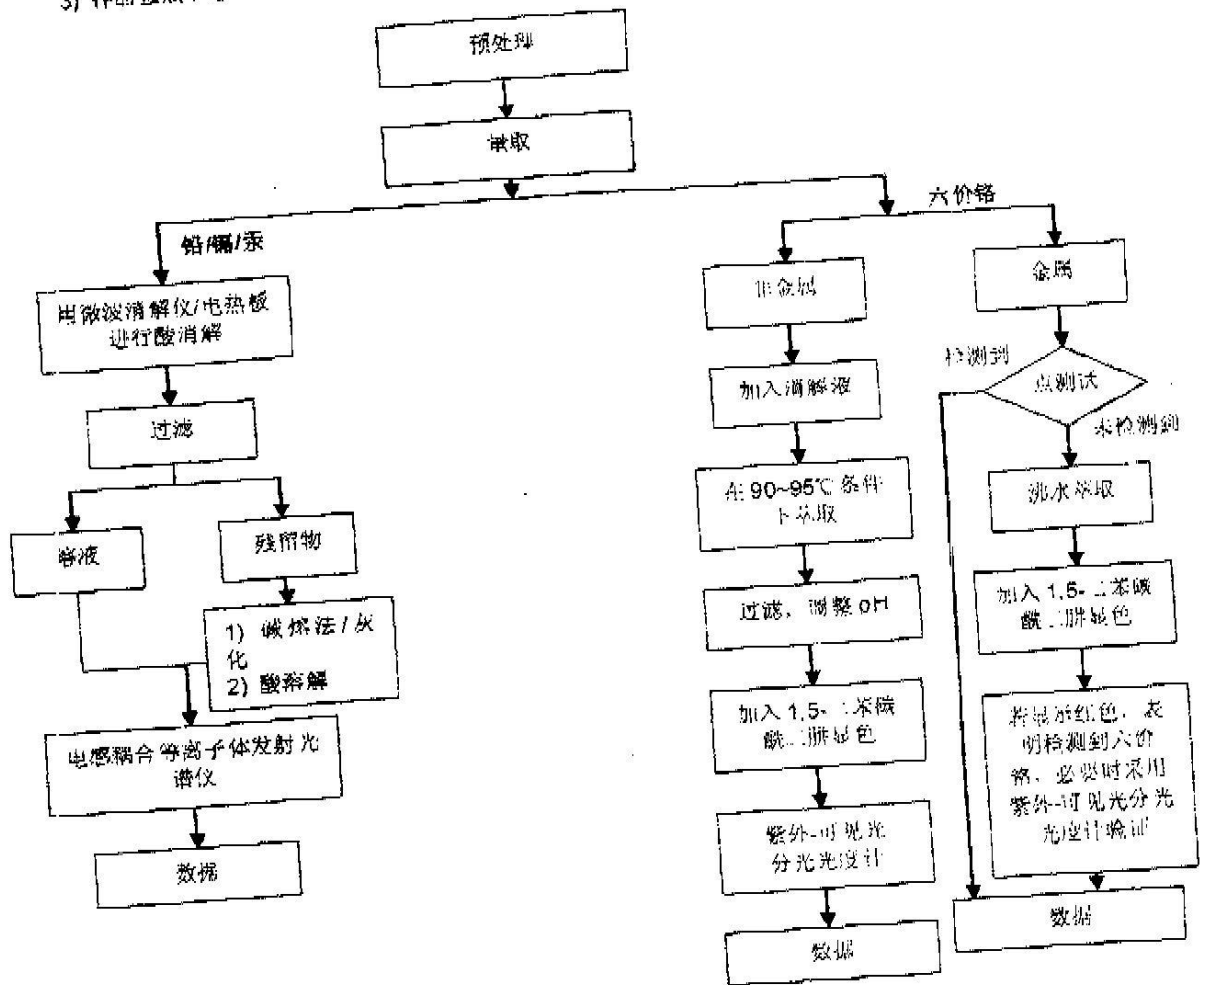 3)
预处理
量取
铅/镉/汞
六价铬
用微波消解仪/电热板
进行酸消解
过滤
溶液
残留物
1) 碱熔法/灰
化
2) 酸溶解
电感耦合等离子体发射光
谱仪
数据
非金属
加入消解液
在 90~95℃ 条件
下萃取
过滤，调整 pH
加入 1,5-二苯碳
酰二肼显色
紫外-可见光
分光光度计
数据
金属
点测试
检测到
未检测到
沸水萃取
加入 1,5-二苯碳
酰二肼显色
若显示红色，表
明检测到六价
铬，必要时采用
紫外-可见光分光
光度计验证
数据